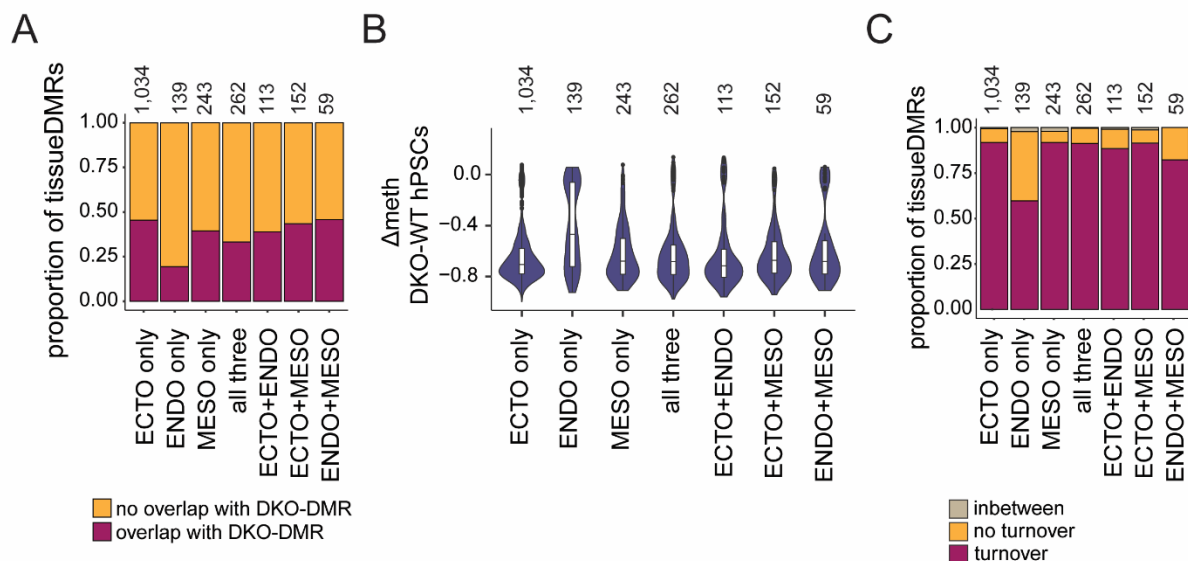 A
1,034
139
243
262
113
152
59
proportion of tissueDMRs
1.00
0.75
0.50
0.25
0.00
ECTO only
ENDO only
MESO only
all three
ECTO+ENDO
ECTO+MESO
ENDO+MESO
no overlap with DKO-DMR
overlap with DKO-DMR
B
1,034
139
243
262
113
152
59
Δmeth
DKO-WT hPSCs
0.0
-0.4
-0.8
ECTO only
ENDO only
MESO only
all three
ECTO+ENDO
ECTO+MESO
ENDO+MESO
C
1,034
139
243
262
113
152
59
proportion of tissueDMRs
1.00
0.75
0.50
0.25
0.00
ECTO only
ENDO only
MESO only
all three
ECTO+ENDO
ECTO+MESO
ENDO+MESO
inbetween
no turnover
turnover